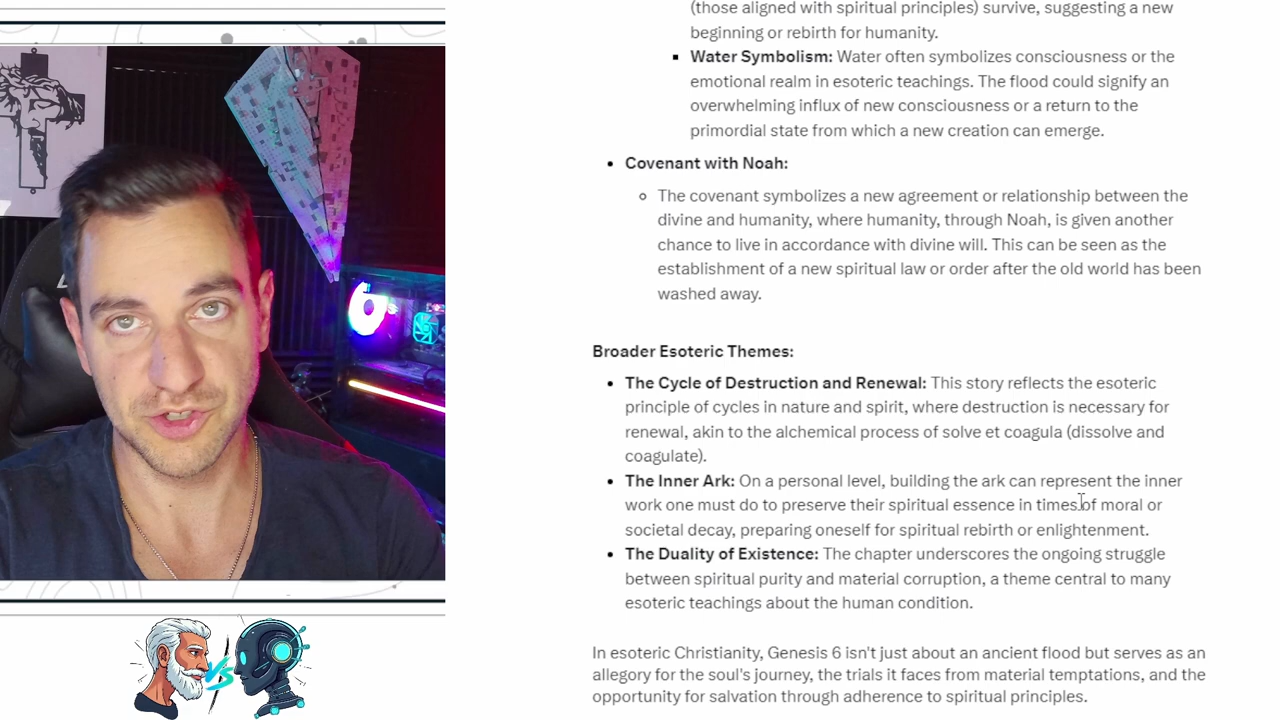 (those aligned with spiritual principles) survive, suggesting a new
beginning or rebirth for humanity.
Water Symbolism: Water often symbolizes consciousness or the
emotional realm in esoteric teachings. The flood could signify an
overwhelming influx of new consciousness or a return to the
primordial state from which a new creation can emerge.
Covenant with Noah:
The covenant symbolizes a new agreement or relationship between the
divine and humanity, where humanity, through Noah, is given another
chance to live in accordance with divine will. This can be seen as the
establishment of a new spiritual law or order after the old world has been
washed away.
Broader Esoteric Themes:
The Cycle of Destruction and Renewal: This story reflects the esoteric
principle of cycles in nature and spirit, where destruction is necessary for
renewal, akin to the alchemical process of solve et coagula (dissolve and
coagulate).
The Inner Ark: On a personal level, building the ark can represent the inner
work one must do to preserve their spiritual essence in times of moral or
societal decay, preparing oneself for spiritual rebirth or enlightenment.
The Duality of Existence: The chapter underscores the ongoing struggle
between spiritual purity and material corruption, a theme central to many
esoteric teachings about the human condition.
In esoteric Christianity, Genesis 6 isn't just about an ancient flood but serves as an
allegory for the soul's journey, the trials it faces from material temptations, and the
opportunity for salvation through adherence to spiritual principles.
VS